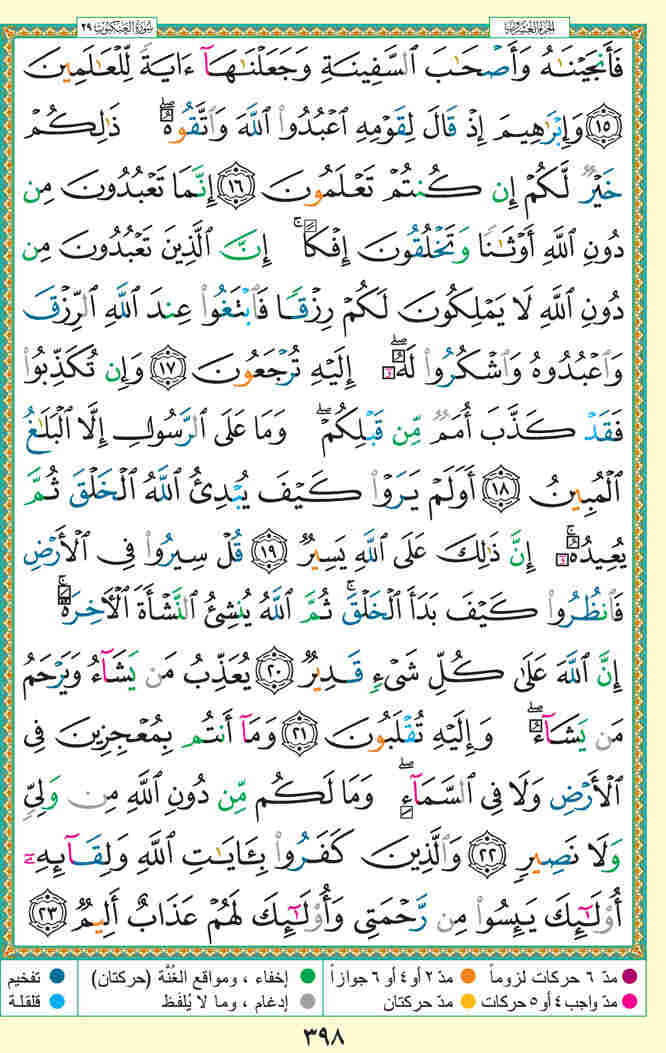 سُورَةُ العَنكَبُوت ٢٩
الجزء العشرون
فَأَنجَيْنَٰهُ وَأَصْحَٰبَ ٱلسَّفِينَةِ وَجَعَلْنَٰهَآ ءَايَةً لِّلْعَٰلَمِينَ
١٥ وَإِبْرَٰهِيمَ إِذْ قَالَ لِقَوْمِهِ ٱعْبُدُوا۟ ٱللَّهَ وَٱتَّقُوهُ ۖ ذَٰلِكُمْ
خَيْرٌ لَّكُمْ إِن كُنتُمْ تَعْلَمُونَ ١٦ إِنَّمَا تَعْبُدُونَ مِن
دُونِ ٱللَّهِ أَوْثَٰنًا وَتَخْلُقُونَ إِفْكًا ۚ إِنَّ ٱلَّذِينَ تَعْبُدُونَ مِن
دُونِ ٱللَّهِ لَا يَمْلِكُونَ لَكُمْ رِزْقًا فَٱبْتَغُوا۟ عِندَ ٱللَّهِ ٱلرِّزْقَ
وَٱعْبُدُوهُ وَٱشْكُرُوا۟ لَهُۥٓ ۖ إِلَيْهِ تُرْجَعُونَ ١٧ وَإِن تُكَذِّبُوا۟
فَقَدْ كَذَّبَ أُمَمٌ مِّن قَبْلِكُمْ ۖ وَمَا عَلَى ٱلرَّسُولِ إِلَّا ٱلْبَلَٰغُ
ٱلْمُبِينُ ١٨ أَوَلَمْ يَرَوْا۟ كَيْفَ يُبْدِئُ ٱللَّهُ ٱلْخَلْقَ ثُمَّ
يُعِيدُهُۥٓ ۚ إِنَّ ذَٰلِكَ عَلَى ٱللَّهِ يَسِيرٌ ١٩ قُلْ سِيرُوا۟ فِى ٱلْأَرْضِ
فَٱنظُرُوا۟ كَيْفَ بَدَأَ ٱلْخَلْقَ ۚ ثُمَّ ٱللَّهُ يُنشِئُ ٱلنَّشْأَةَ ٱلْءَاخِرَةَ ۚ
إِنَّ ٱللَّهَ عَلَىٰ كُلِّ شَىْءٍ قَدِيرٌ ٢٠ يُعَذِّبُ مَن يَشَآءُ وَيَرْحَمُ
مَن يَشَآءُ ۖ وَإِلَيْهِ تُقْلَبُونَ ٢١ وَمَآ أَنتُم بِمُعْجِزِينَ فِى
ٱلْأَرْضِ وَلَا فِى ٱلسَّمَآءِ ۖ وَمَا لَكُم مِّن دُونِ ٱللَّهِ مِن وَلِىٍّ
وَلَا نَصِيرٍ ٢٢ وَٱلَّذِينَ كَفَرُوا۟ بِـَٔايَٰتِ ٱللَّهِ وَلِقَآئِهِۦٓ
أُو۟لَٰٓئِكَ يَئِسُوا۟ مِن رَّحْمَتِى وَأُو۟لَٰٓئِكَ لَهُمْ عَذَابٌ أَلِيمٌ ٢٣
مدّ ٦ حركات لزوماً
مدّ ٢ أو ٤ أو ٦ جوازاً
إخفاء ، ومواقع الغُنَّة (حركتان)
تفخيم
مدّ واجب ٤ أو ٥ حركات
مدّ حركتان
إدغام ، وما لا يُلفَظ
قلقلة
٣٩٨